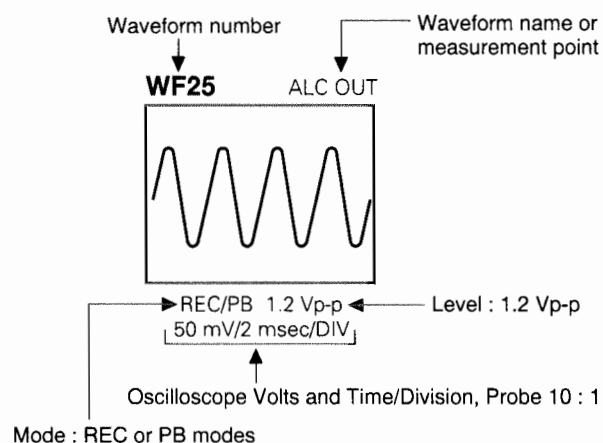 Waveform number
Waveform name or
measurement point
WF25 ALC OUT
REC/PB 1.2 Vp-p
Level : 1.2 Vp-p
50 mV/2 msec/DIV
Oscilloscope Volts and Time/Division, Probe 10 : 1
Mode : REC or PB modes